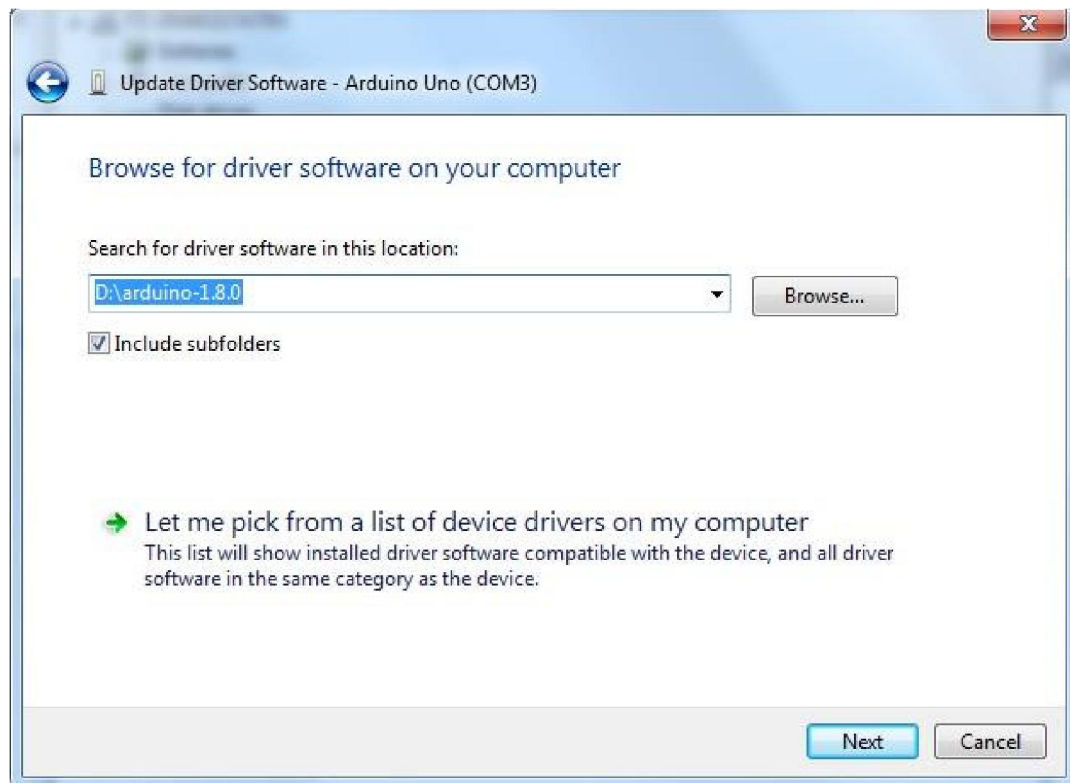 Update Driver Software - Arduino Uno (COM3)
Browse for driver software on your computer
Search for driver software in this location:
D:\arduino-1.8.0
Browse...
Include subfolders
Let me pick from a list of device drivers on my computer
This list will show installed driver software compatible with the device, and all driver
software in the same category as the device.
Next
Cancel